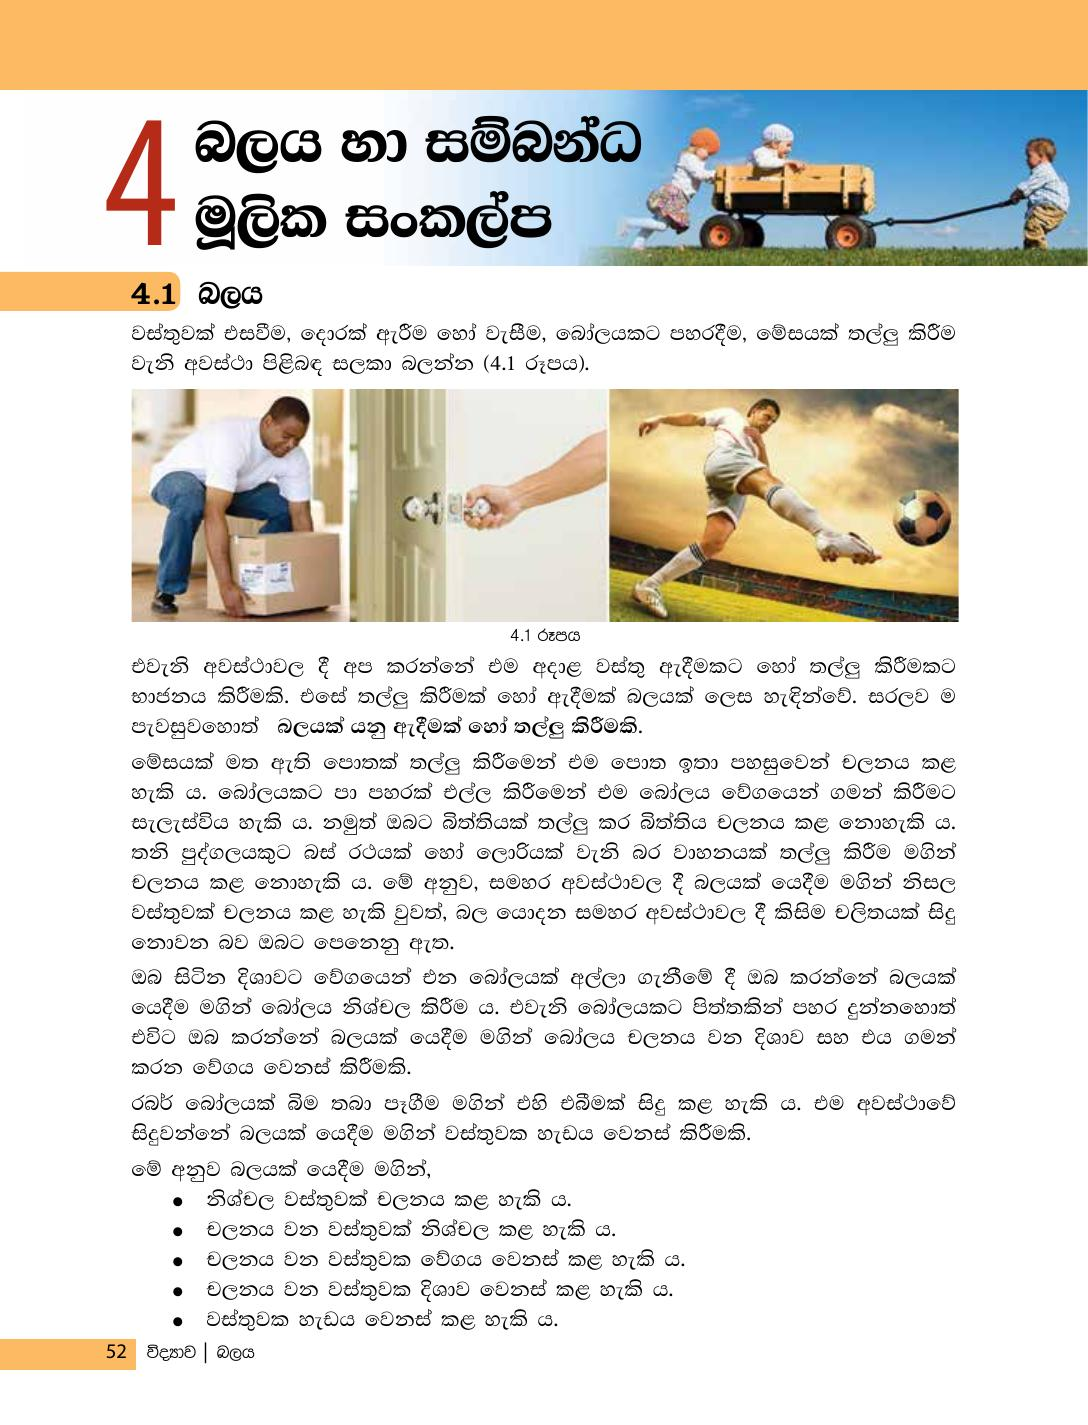 4
බලය හා සම්බන්ධ
මූලික සංකල්ප
4.1 බලය
වස්තුවක් එසවීම, දොරක් ඇරීම හෝ වැසීම, බෝලයකට පහරදීම, මේසයක් තල්ලු කිරීම
වැනි අවස්ථා පිළිබඳ සලකා බලන්න (4.1 රූපය).
4.1 රූපය
එවැනි අවස්ථාවල දී අප කරන්නේ එම අදාළ වස්තු ඇදීමකට හෝ තල්ලු කිරීමකට
භාජනය කිරීමකි. එසේ තල්ලු කිරීමක් හෝ ඇදීමක් බලයක් ලෙස හැඳින්වේ. සරලව ම
පැවසුවහොත් බලයක් යනු ඇදීමක් හෝ තල්ලු කිරීමකි.
මේසයක් මත ඇති පොතක් තල්ලු කිරීමෙන් එම පොත ඉතා පහසුවෙන් චලනය කළ
හැකි ය. බෝලයකට පා පහරක් එල්ල කිරීමෙන් එම බෝලය වේගයෙන් ගමන් කිරීමට
සැලැස්විය හැකි ය. නමුත් ඔබට බිත්තියක් තල්ලු කර බිත්තිය චලනය කළ නොහැකි ය.
තනි පුද්ගලයකුට බස් රථයක් හෝ ලොරියක් වැනි බර වාහනයක් තල්ලු කිරීම මගින්
චලනය කළ නොහැකි ය. මේ අනුව, සමහර අවස්ථාවල දී බලයක් යෙදීම මගින් නිසල
වස්තුවක් චලනය කළ හැකි වුවත්, බල යොදන සමහර අවස්ථාවල දී කිසිම චලිතයක් සිදු
නොවන බව ඔබට පෙනෙනු ඇත.
ඔබ සිටින දිශාවට වේගයෙන් එන බෝලයක් අල්ලා ගැනීමේ දී ඔබ කරන්නේ බලයක්
යෙදීම මගින් බෝලය නිශ්චල කිරීම ය. එවැනි බෝලයකට පිත්තකින් පහර දුන්නහොත්
එවිට ඔබ කරන්නේ බලයක් යෙදීම මගින් බෝලය චලනය වන දිශාව සහ එය ගමන්
කරන වේගය වෙනස් කිරීමකි.
රබර් බෝලයක් බිම තබා පෑගීම මගින් එහි එබීමක් සිදු කළ හැකි ය. එම අවස්ථාවේ
සිදුවන්නේ බලයක් යෙදීම මගින් වස්තුවක හැඩය වෙනස් කිරීමකි.
මේ අනුව බලයක් යෙදීම මගින්,
• නිශ්චල වස්තුවක් චලනය කළ හැකි ය.
• චලනය වන වස්තුවක් නිශ්චල කළ හැකි ය.
• චලනය වන වස්තුවක වේගය වෙනස් කළ හැකි ය.
• චලනය වන වස්තුවක දිශාව වෙනස් කළ හැකි ය.
• වස්තුවක හැඩය වෙනස් කළ හැකි ය.
52 විද්‍යාව | බලය